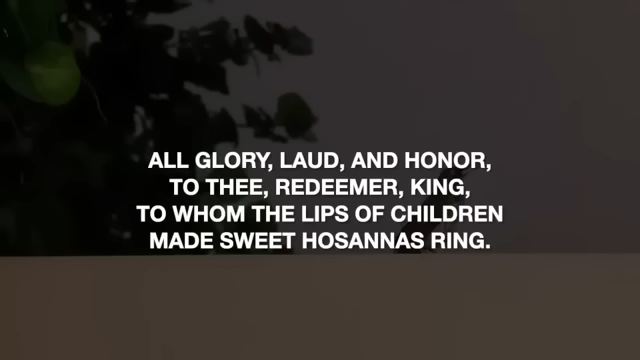 ALL GLORY, LAUD, AND HONOR,
TO THEE, REDEEMER, KING,
TO WHOM THE LIPS OF CHILDREN
MADE SWEET HOSANNAS RING.